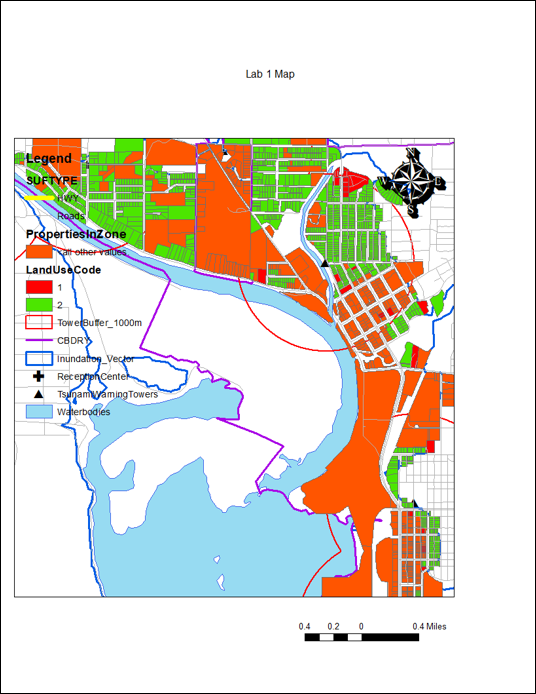 Lab 1 Map
N
Legend
SUFTYPE
HWY
Roads
PropertiesInZone
all other values
LandUseCode
1
2
TowerBuffer_1000m
CBDRY
Inundation_Vector
ReceptionCenter
TsunamiWarningTowers
Waterbodies
0.4 0.2 0 0.4 Miles